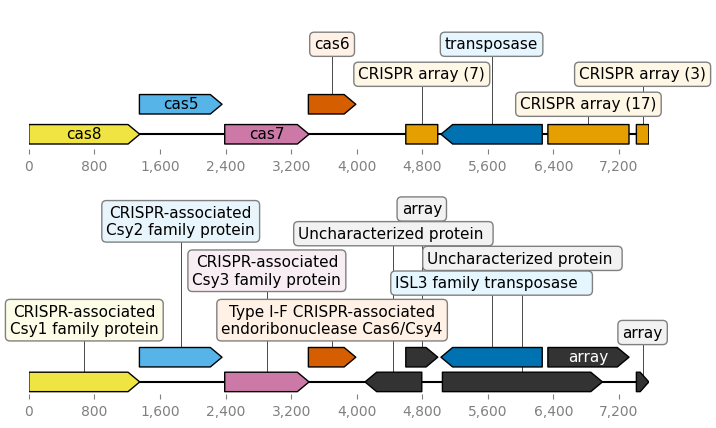 cas6
transposase
CRISPR array (7)
CRISPR array (3)
cas5
CRISPR array (17)
cas8
cas7
0 800 1,600 2,400 3,200 4,000 4,800 5,600 6,400 7,200
CRISPR-associated
Csy2 family protein
array
Uncharacterized protein
CRISPR-associated
Csy3 family protein
Uncharacterized protein
ISL3 family transposase
CRISPR-associated
Csy1 family protein
Type I-F CRISPR-associated
endoribonuclease Cas6/Csy4
array
array
0 800 1,600 2,400 3,200 4,000 4,800 5,600 6,400 7,200